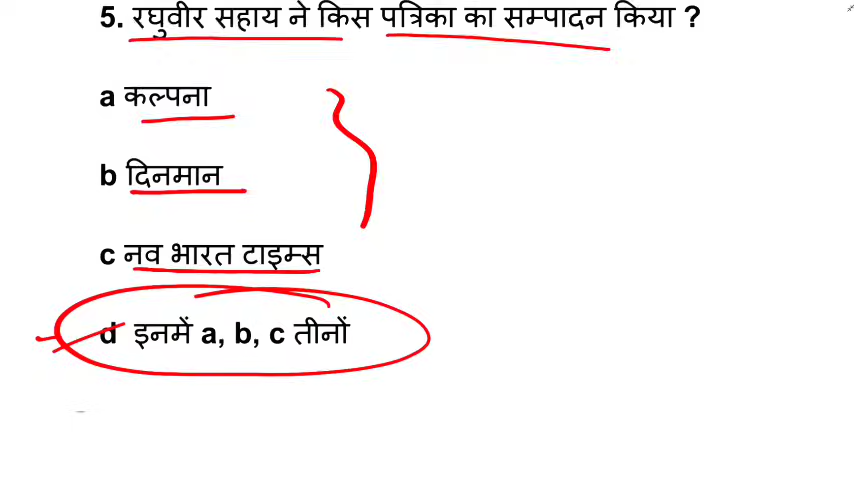 5. रघुवीर सहाय ने किस पत्रिका का सम्पादन किया ?
a कल्पना
b दिनमान
c नव भारत टाइम्स
d इनमें a, b, c तीनों